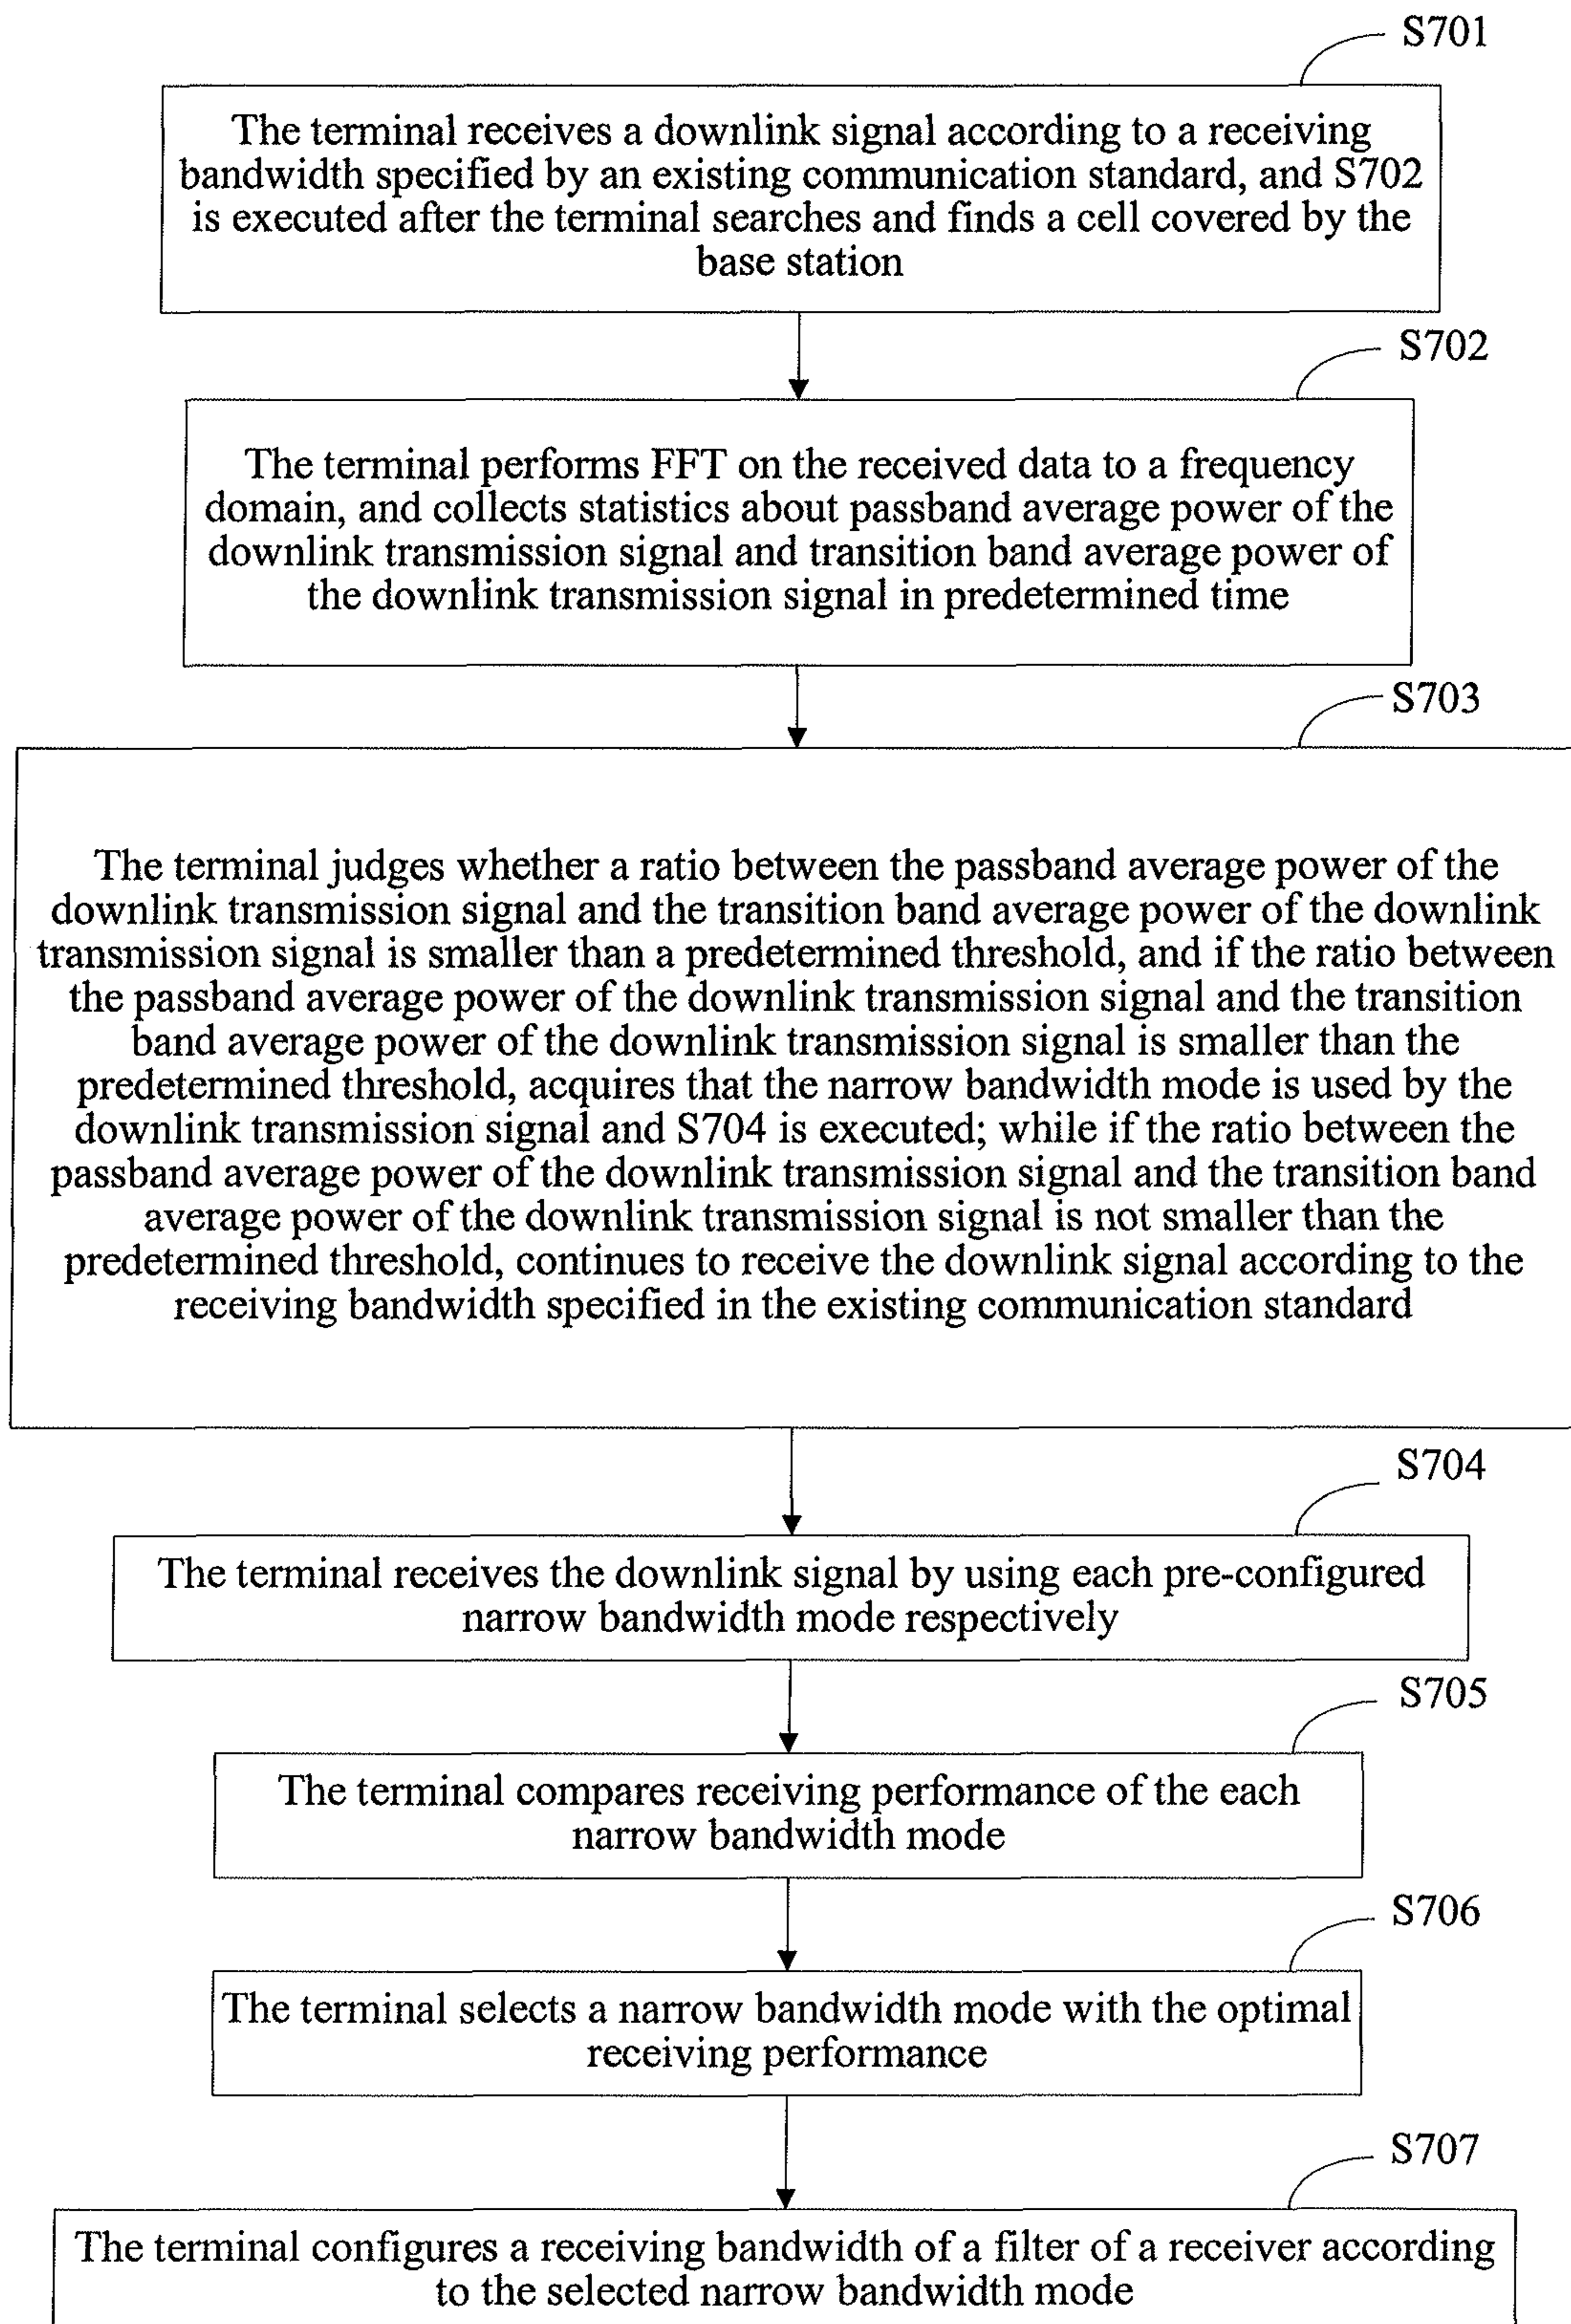 S701
The terminal receives a downlink signal according to a receiving
bandwidth specified by an existing communication standard, and S702
is executed after the terminal searches and finds a cell covered by the
base station
S702
The terminal performs FFT on the received data to a frequency
domain, and collects statistics about passband average power of the
downlink transmission signal and transition band average power of
the downlink transmission signal in predetermined time
S703
The terminal judges whether a ratio between the passband average power of the
downlink transmission signal and the transition band average power of the downlink
transmission signal is smaller than a predetermined threshold, and if the ratio between
the passband average power of the downlink transmission signal and the transition
band average power of the downlink transmission signal is smaller than the
predetermined threshold, acquires that the narrow bandwidth mode is used by the
downlink transmission signal and S704 is executed; while if the ratio between the
passband average power of the downlink transmission signal and the transition band
average power of the downlink transmission signal is not smaller than the
predetermined threshold, continues to receive the downlink signal according to the
receiving bandwidth specified in the existing communication standard
S704
The terminal receives the downlink signal by using each pre-configured
narrow bandwidth mode respectively
S705
The terminal compares receiving performance of the each
narrow bandwidth mode
S706
The terminal selects a narrow bandwidth mode with the optimal
receiving performance
S707
The terminal configures a receiving bandwidth of a filter of a receiver according
to the selected narrow bandwidth mode